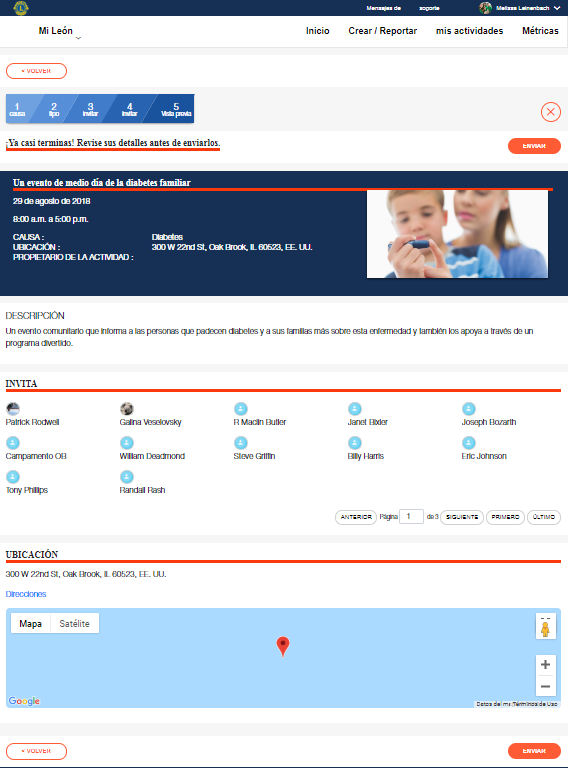 Mensajes de soporte Melissa Leinenbach
Mi León Inicio Crear / Reportar mis actividades Métricas
< VOLVER
1 2 3 4 5
causa tipo invitar invitar Vista previa
¡Ya casi terminas! Revise sus detalles antes de enviarlos. ENVIAR
Un evento de medio día de la diabetes familiar
29 de agosto de 2018
8:00 a.m. a 5:00 p.m.
CAUSA : Diabetes
UBICACIÓN : 300 W 22nd St, Oak Brook, IL 60523, EE. UU.
PROPIETARIO DE LA ACTIVIDAD :
DESCRIPCIÓN
Un evento comunitario que informa a las personas que padecen diabetes y a sus familias más sobre esta enfermedad y también los apoya a través de un
programa divertido.
INVITA
Patrick Rodwell Galina Veselovsky R Madlin Butler Janet Bixler Joseph Bozarth
Campamento OB William Deadmond Steve Griffin Billy Harris Eric Johnson
Tony Phillips Randall Rash
ANTERIOR Página 1 de 3 SIGUIENTE PRIMERO ÚLTIMO
UBICACIÓN
300 W 22nd St, Oak Brook, IL 60523, EE. UU.
Direcciones
Mapa Satélite
Google Términos de Uso
< VOLVER ENVIAR